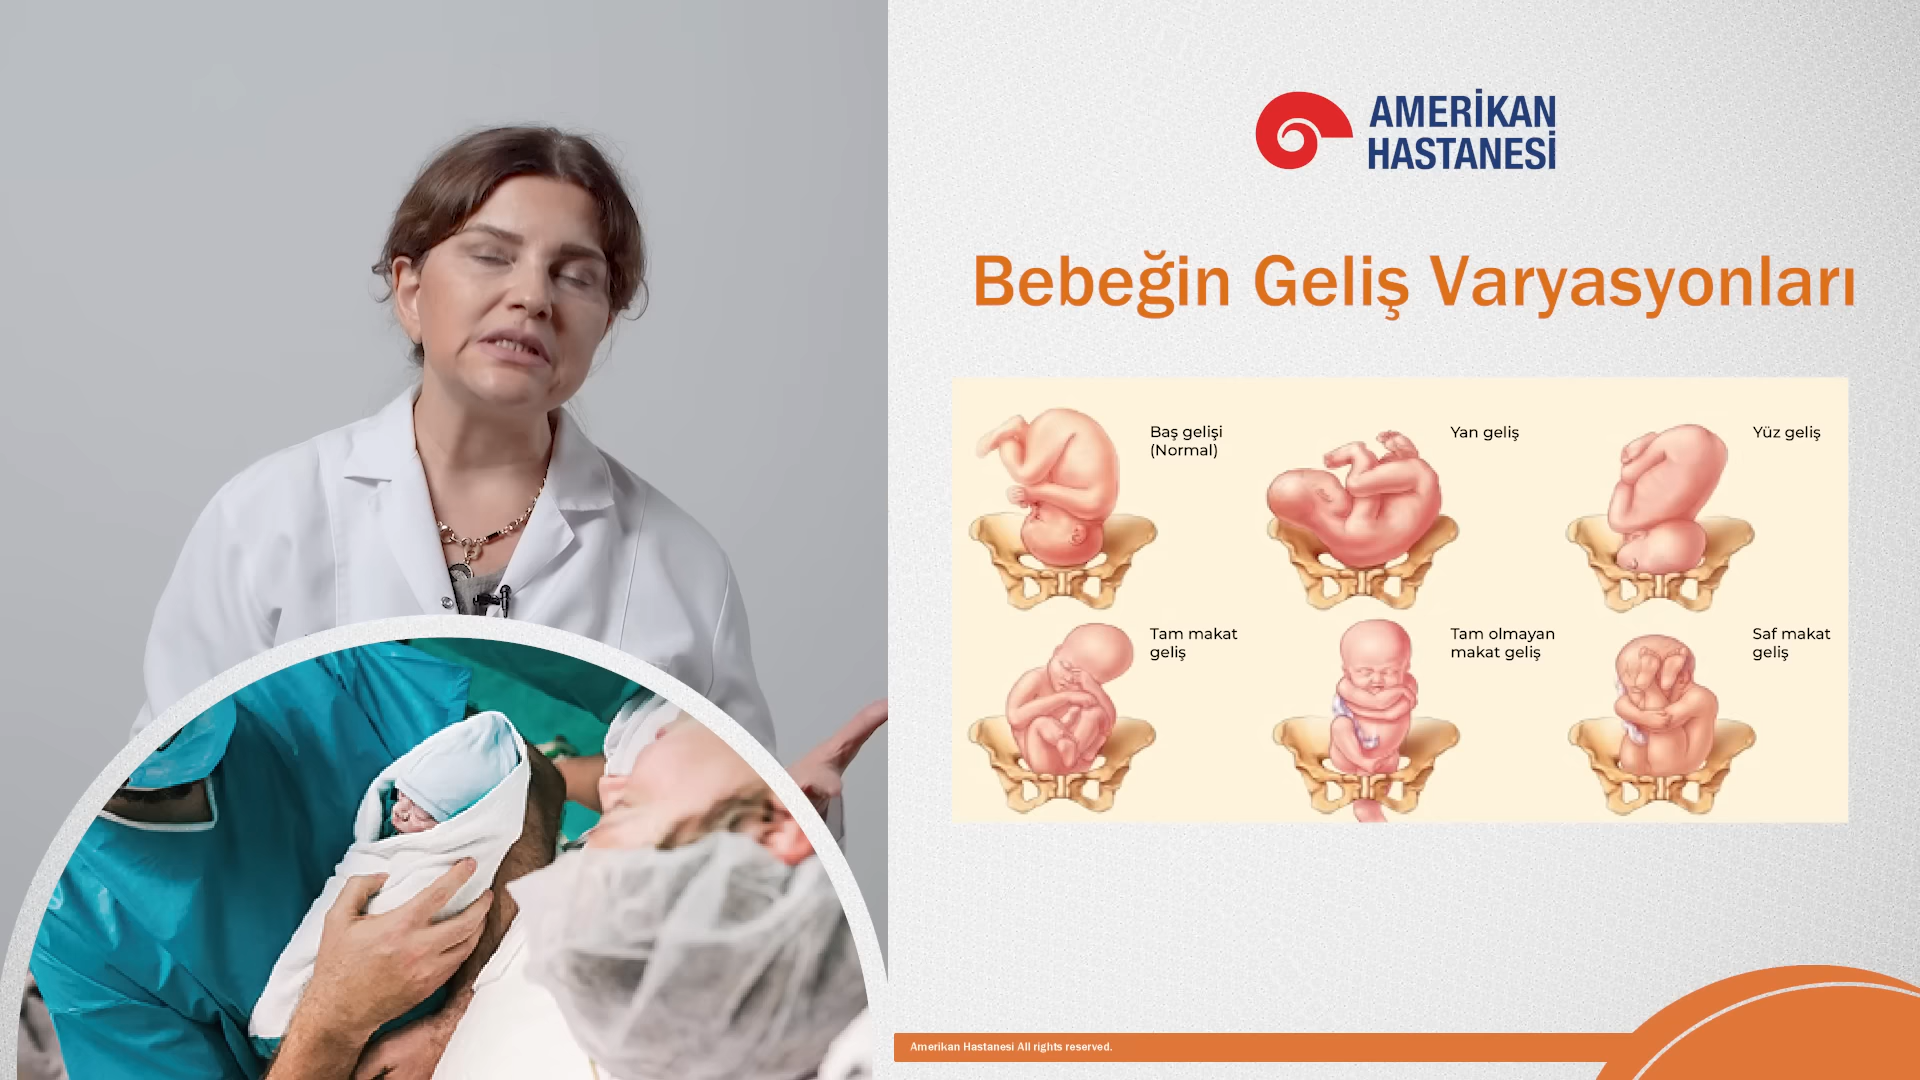 AMERİKAN
HASTANESİ
Bebeğin Geliş Varyasyonları
Baş gelişi
(Normal)
Yan geliş
Yüz geliş
Tam makat
geliş
Tam olmayan
makat geliş
Saf makat
geliş
Amerikan Hastanesi All rights reserved.